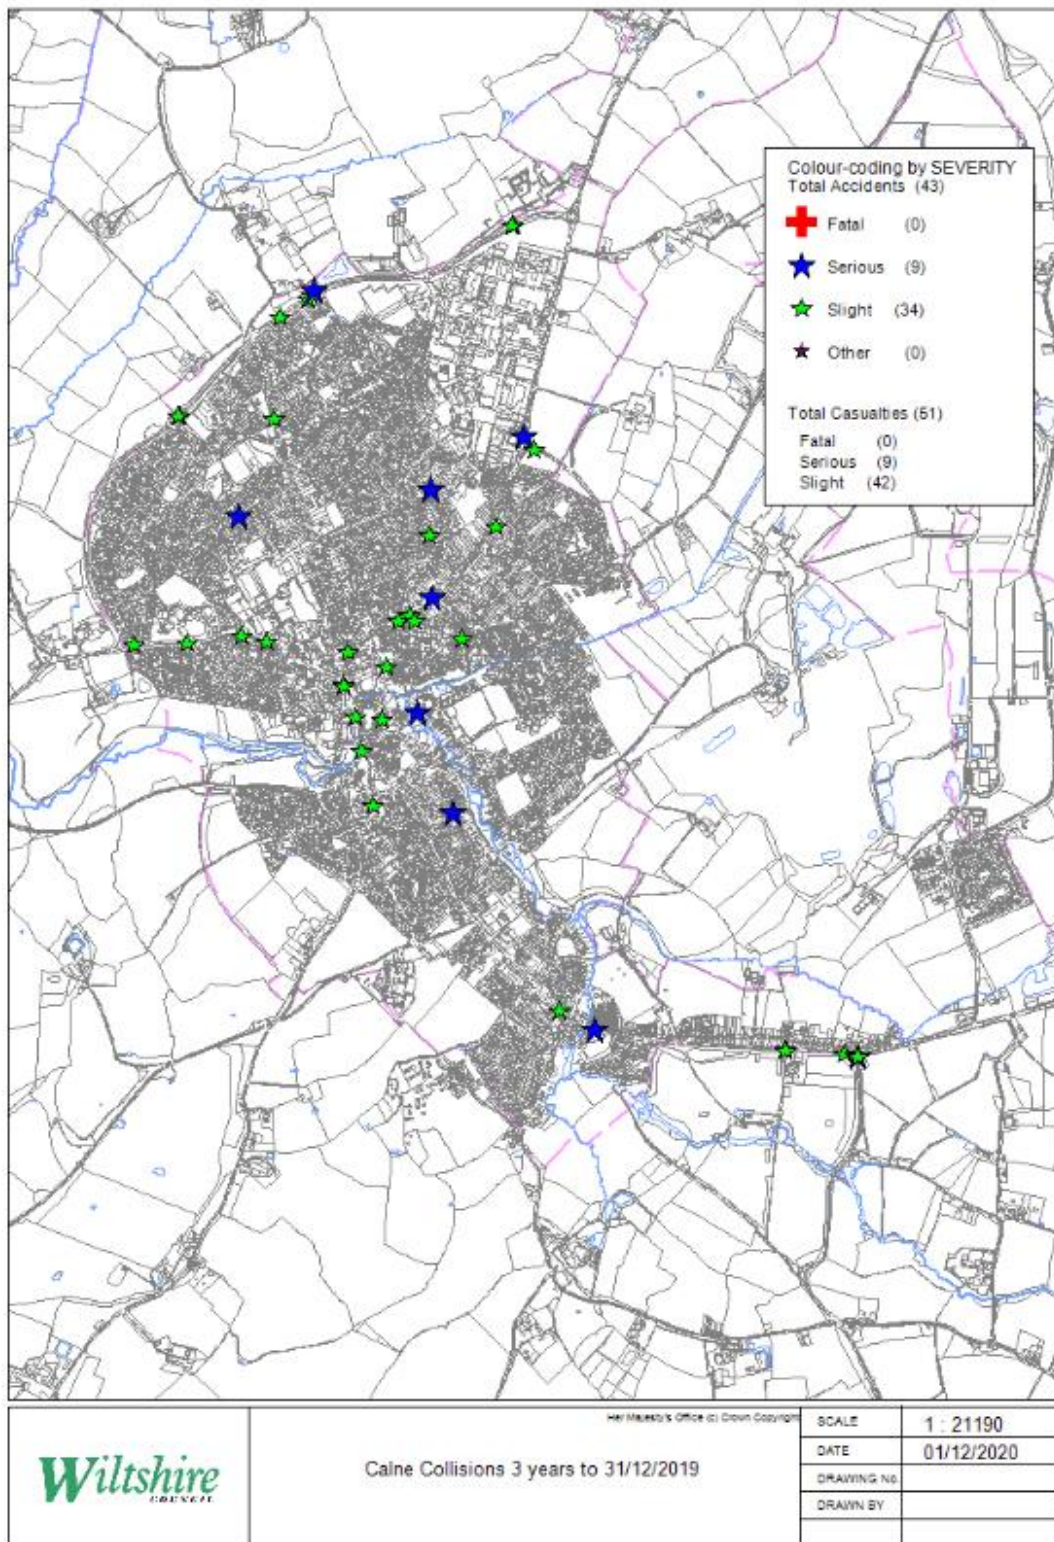 Colour-coding by SEVERITY
Total Accidents (43)
Fatal (0)
Serious (9)
Slight (34)
Other (0)
Total Casualties (51)
Fatal (0)
Serious (9)
Slight (42)
Her Majesty's Office (c) Crown Copyright
Wiltshire
COUNCIL
Calne Collisions 3 years to 31/12/2019
SCALE 1 : 21190
DATE 01/12/2020
DRAWING No.
DRAWN BY